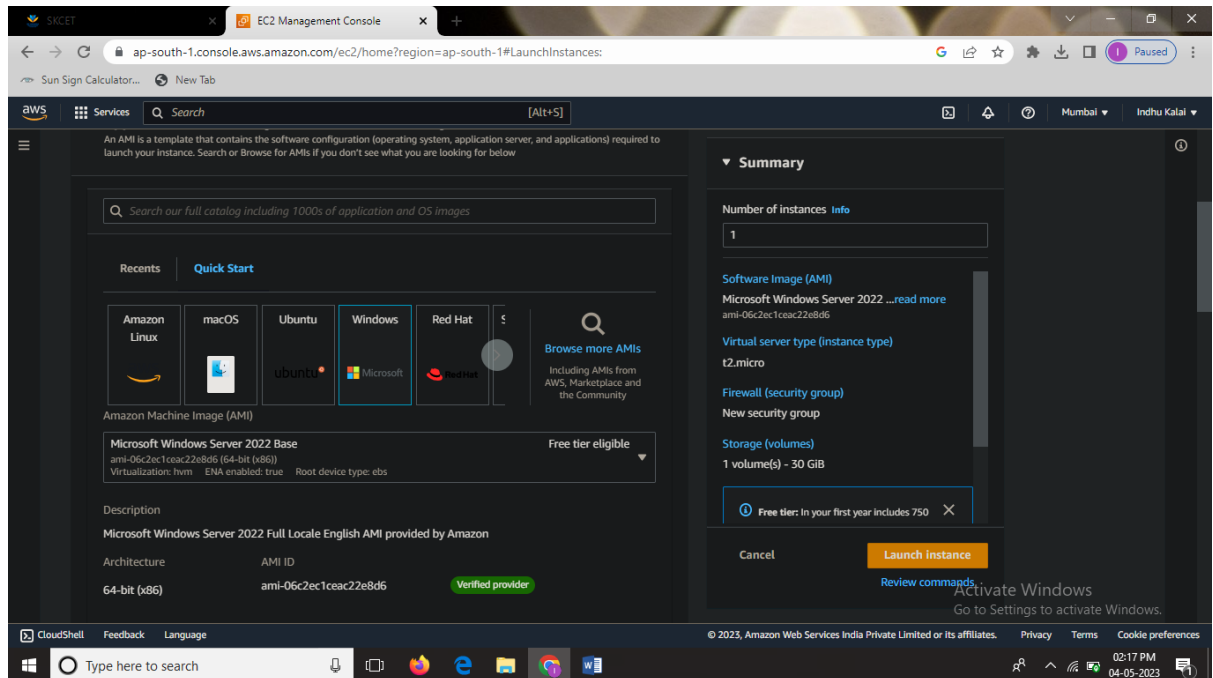 SKCET
EC2 Management Console
ap-south-1.console.aws.amazon.com/ec2/home?region=ap-south-1#LaunchInstances:
Paused
Sun Sign Calculator...
New Tab
aws
Services
Search
[Alt+S]
Mumbai
Indhu Kalai
An AMI is a template that contains the software configuration (operating system, application server, and applications) required to
launch your instance. Search or Browse for AMIs if you don't see what you are looking for below
Search our full catalog including 1000s of application and OS images
Recents
Quick Start
Amazon
Linux
macOS
Ubuntu
ubuntu
Windows
Microsoft
Red Hat
Red Hat
S
Browse more AMIs
Including AMIs from
AWS, Marketplace and
the Community
Amazon Machine Image (AMI)
Microsoft Windows Server 2022 Base
Free tier eligible
ami-06c2ec1ceac22e8d6 (64-bit (x86))
Virtualization: hvm ENA enabled: true Root device type: ebs
Description
Microsoft Windows Server 2022 Full Locale English AMI provided by Amazon
Architecture
AMI ID
64-bit (x86)
ami-06c2ec1ceac22e8d6
Verified provider
Summary
Number of instances Info
1
Software Image (AMI)
Microsoft Windows Server 2022 ...read more
ami-06c2ec1ceac22e8d6
Virtual server type (instance type)
t2.micro
Firewall (security group)
New security group
Storage (volumes)
1 volume(s) - 30 GiB
Free tier: In your first year includes 750
Cancel
Launch instance
Review commands
Activate Windows
Go to Settings to activate Windows.
CloudShell
Feedback
Language
© 2023, Amazon Web Services India Private Limited or its affiliates.
Privacy
Terms
Cookie preferences
Type here to search
02:17 PM
04-05-2023